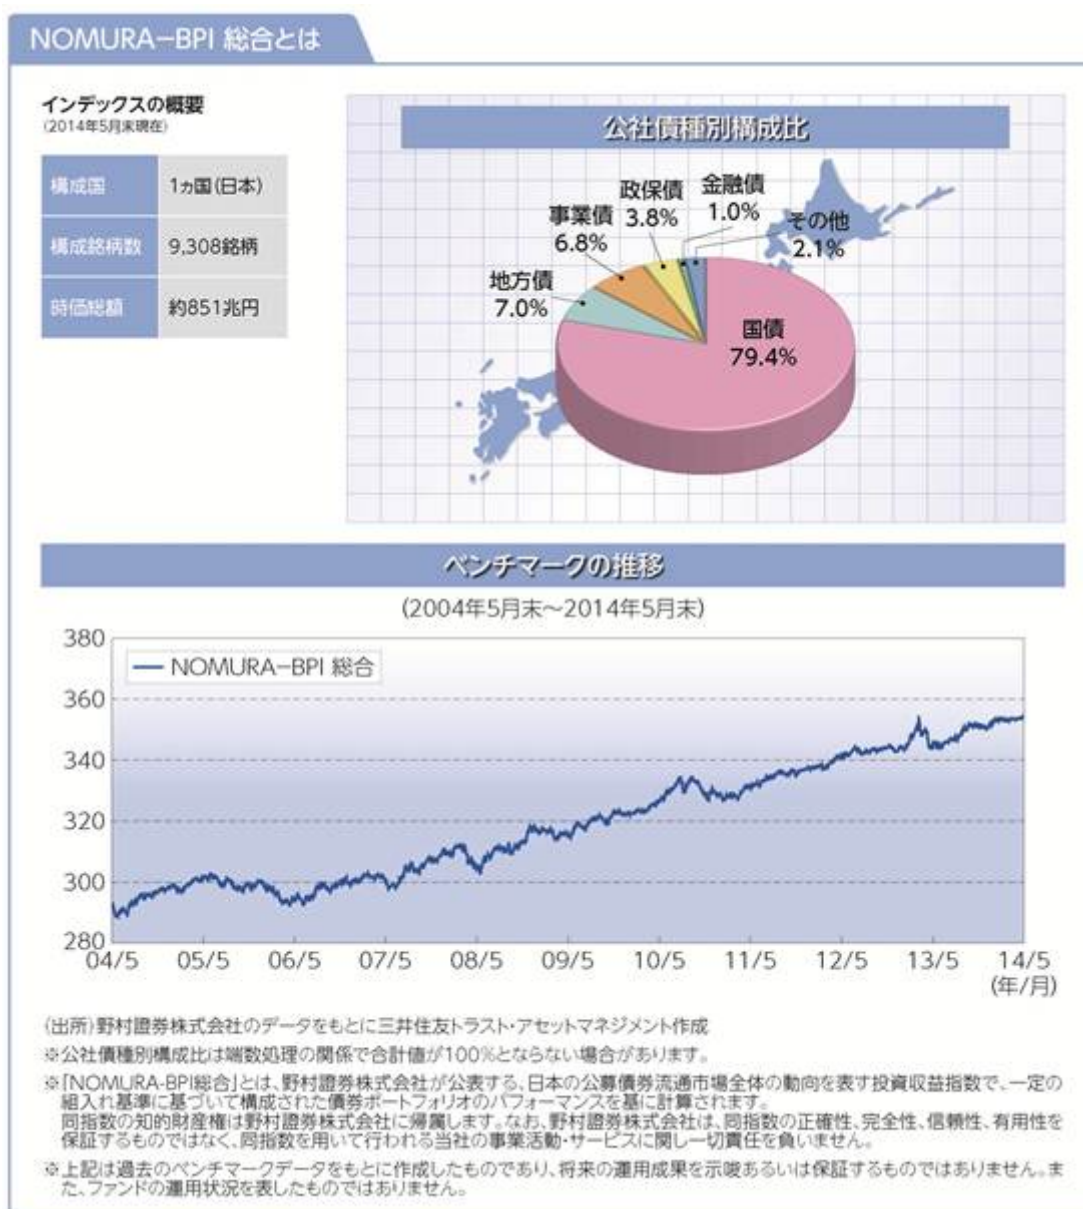 NOMURA−BPI 総合とは
インデックスの概要
(2014年5月末現在)
構成国 1ヵ国(日本)
構成銘柄数 9,308銘柄
時価総額 約851兆円
公社債種別構成比
金融債
1.0%
政保債
3.8%
事業債
6.8%
その他
2.1%
地方債
7.0%
国債
79.4%
ベンチマークの推移
(2004年5月末〜2014年5月末)
NOMURA−BPI 総合
380
360
340
320
300
280
04/5 05/5 06/5 07/5 08/5 09/5 10/5 11/5 12/5 13/5 14/5
(年/月)
(出所)野村證券株式会社のデータをもとに三井住友トラスト・アセットマネジメント作成
※公社債種別構成比は端数処理の関係で合計値が100%とならない場合があります。
※「NOMURA-BPI総合」とは、野村證券株式会社が公表する、日本の公募債券流通市場全体の動向を表す投資収益指数で、一定の
組入れ基準に基づいて構成された債券ポートフォリオのパフォーマンスを基に計算されます。
同指数の知的財産権は野村證券株式会社に帰属します。なお、野村證券株式会社は、同指数の正確性、完全性、信頼性、有用性を
保証するものではなく、同指数を用いて行われる当社の事業活動・サービスに関し一切責任を負いません。
※上記は過去のベンチマークデータをもとに作成したものであり、将来の運用成果を示唆あるいは保証するものではありません。ま
た、ファンドの運用状況を表したものではありません。